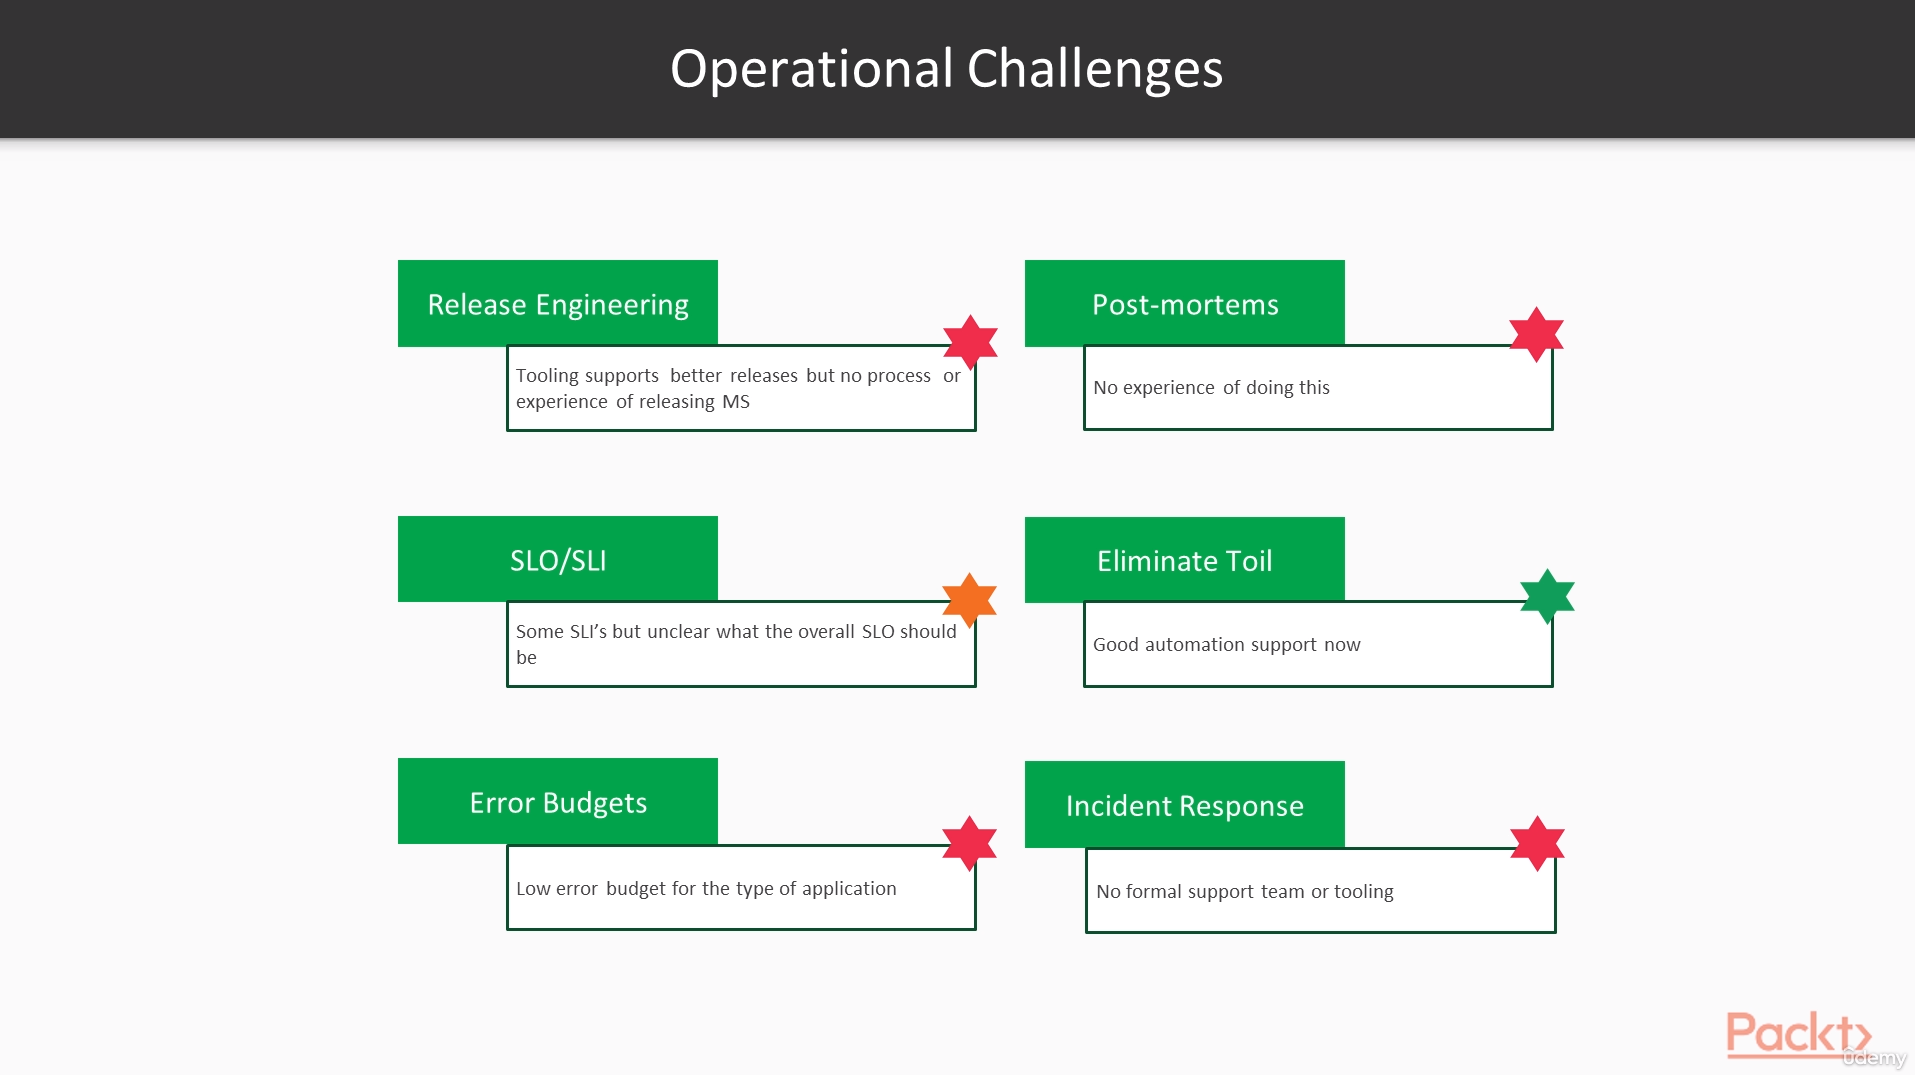 Operational Challenges
Release Engineering
Tooling supports better releases but no process or
experience of releasing MS
Post-mortems
No experience of doing this
SLO/SLI
Some SLI's but unclear what the overall SLO should
be
Eliminate Toil
Good automation support now
Error Budgets
Low error budget for the type of application
Incident Response
No formal support team or tooling
Packt
ûdemy